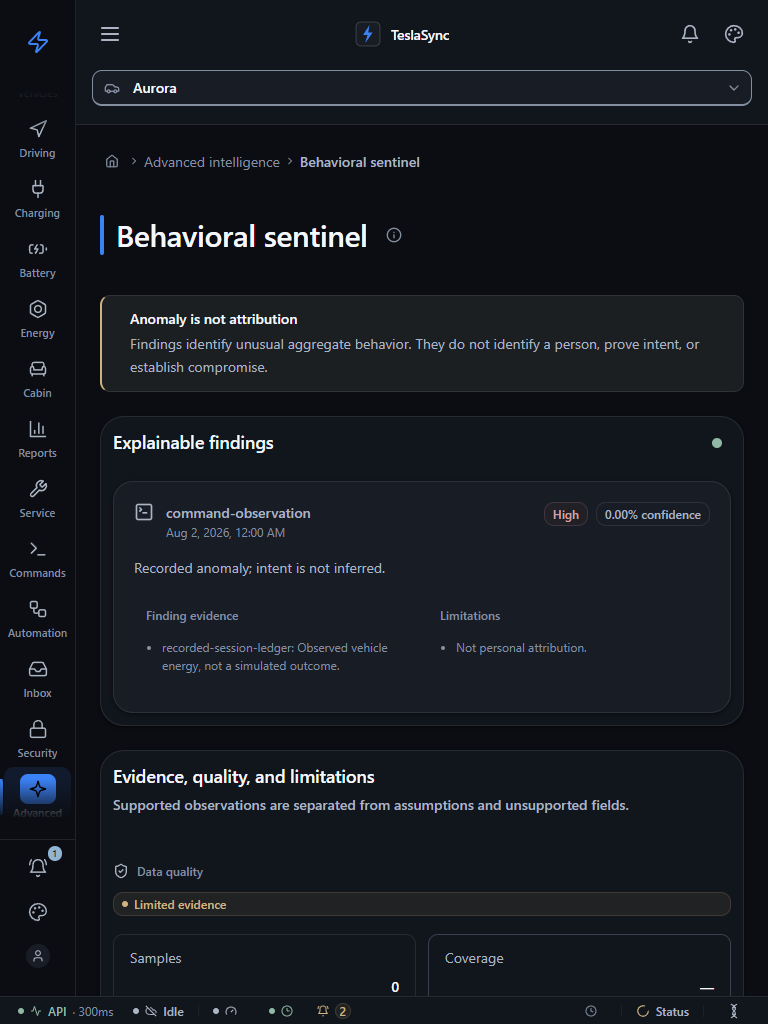 TeslaSync
Aurora
Driving
Charging
Battery
Energy
Cabin
Reports
Service
Commands
Automation
Inbox
Security
Advanced
1
Advanced intelligence
Behavioral sentinel
Behavioral sentinel
Anomaly is not attribution
Findings identify unusual aggregate behavior. They do not identify a person, prove intent, or
establish compromise.
Explainable findings
command-observation
High
0.00% confidence
Aug 2, 2026, 12:00 AM
Recorded anomaly; intent is not inferred.
Finding evidence
• recorded-session-ledger: Observed vehicle
energy, not a simulated outcome.
Limitations
• Not personal attribution.
Evidence, quality, and limitations
Supported observations are separated from assumptions and unsupported fields.
Data quality
Limited evidence
Samples
0
Coverage
—
API · 300ms
Idle
2
Status